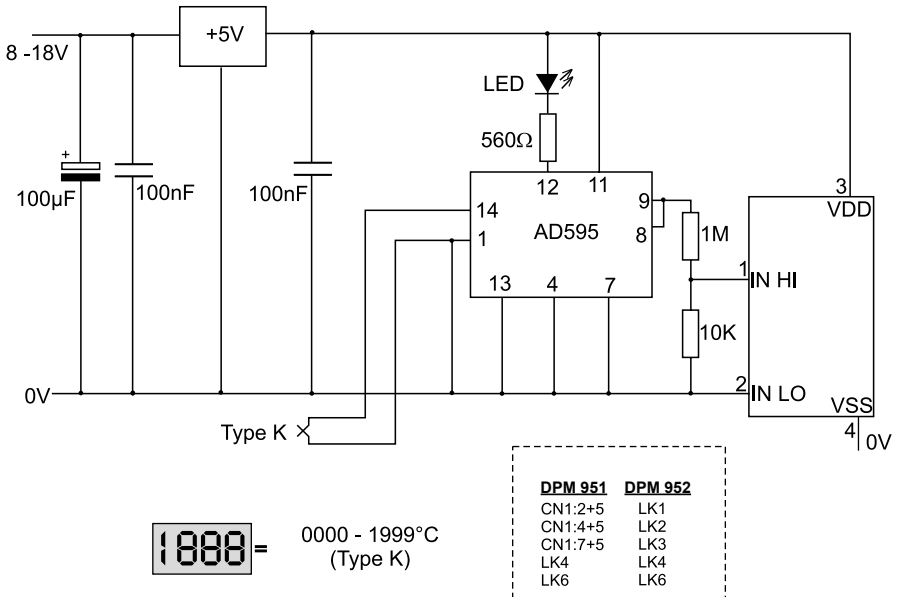 8 -18V
+5V
LED
560Ω
+
100µF
100nF
100nF
12 11
14
1
AD595
9
8
13 4 7
1M
10K
3
VDD
1
IN HI
2
IN LO
VSS
4
0V
0V
Type K
DPM 951 DPM 952
CN1:2+5 LK1
CN1:4+5 LK2
CN1:7+5 LK3
LK4 LK4
LK6 LK6
1888 =
0000 - 1999°C
(Type K)